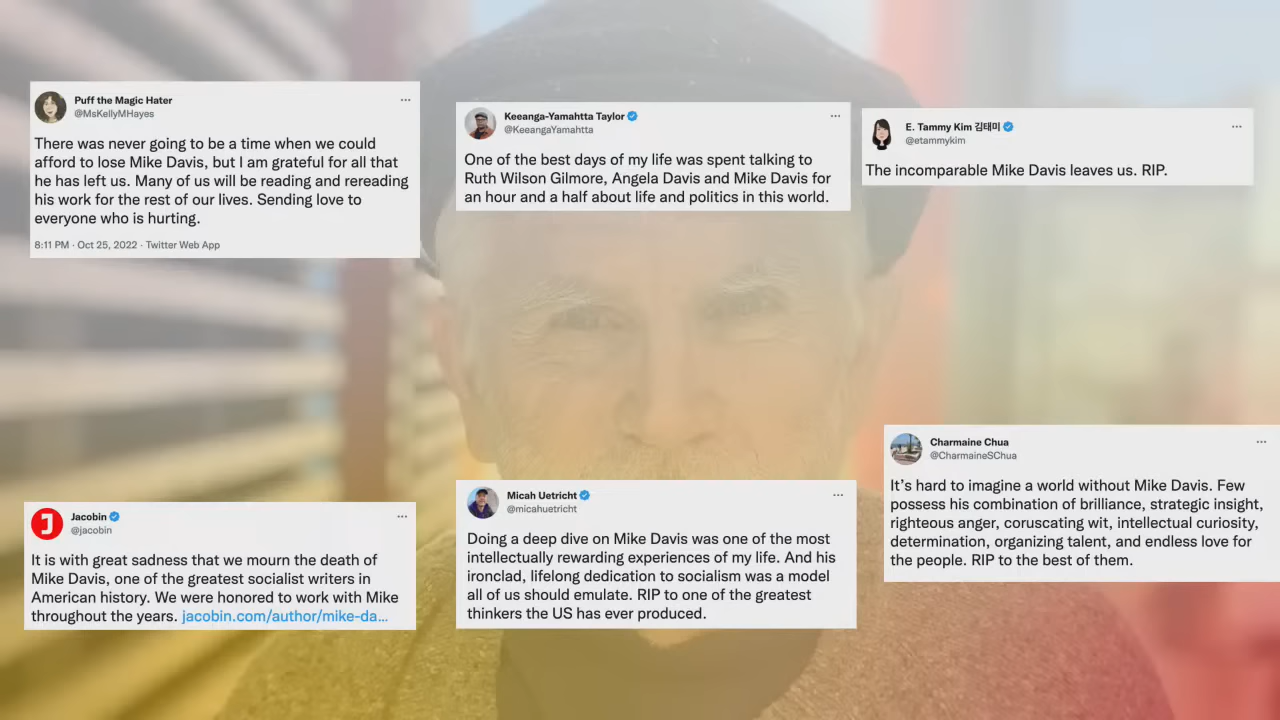 Puff the Magic Hater
@MsKellyMHayes
There was never going to be a time when we could
afford to lose Mike Davis, but I am grateful for all that
he has left us. Many of us will be reading and rereading
his work for the rest of our lives. Sending love to
everyone who is hurting.
8:11 PM · Oct 25, 2022 · Twitter Web App
Keeanga-Yamahtta Taylor
@KeeangaYamahtta
One of the best days of my life was spent talking to
Ruth Wilson Gilmore, Angela Davis and Mike Davis for
an hour and a half about life and politics in this world.
E. Tammy Kim 김태미
@etammykim
The incomparable Mike Davis leaves us. RIP.
Jacobin
@jacobin
It is with great sadness that we mourn the death of
Mike Davis, one of the greatest socialist writers in
American history. We were honored to work with Mike
throughout the years. jacobin.com/author/mike-da…
Micah Uetricht
@micahuetricht
Doing a deep dive on Mike Davis was one of the most
intellectually rewarding experiences of my life. And his
ironclad, lifelong dedication to socialism was a model
all of us should emulate. RIP to one of the greatest
thinkers the US has ever produced.
Charmaine Chua
@CharmaineSChua
It's hard to imagine a world without Mike Davis. Few
possess his combination of brilliance, strategic insight,
righteous anger, coruscating wit, intellectual curiosity,
determination, organizing talent, and endless love for
the people. RIP to the best of them.